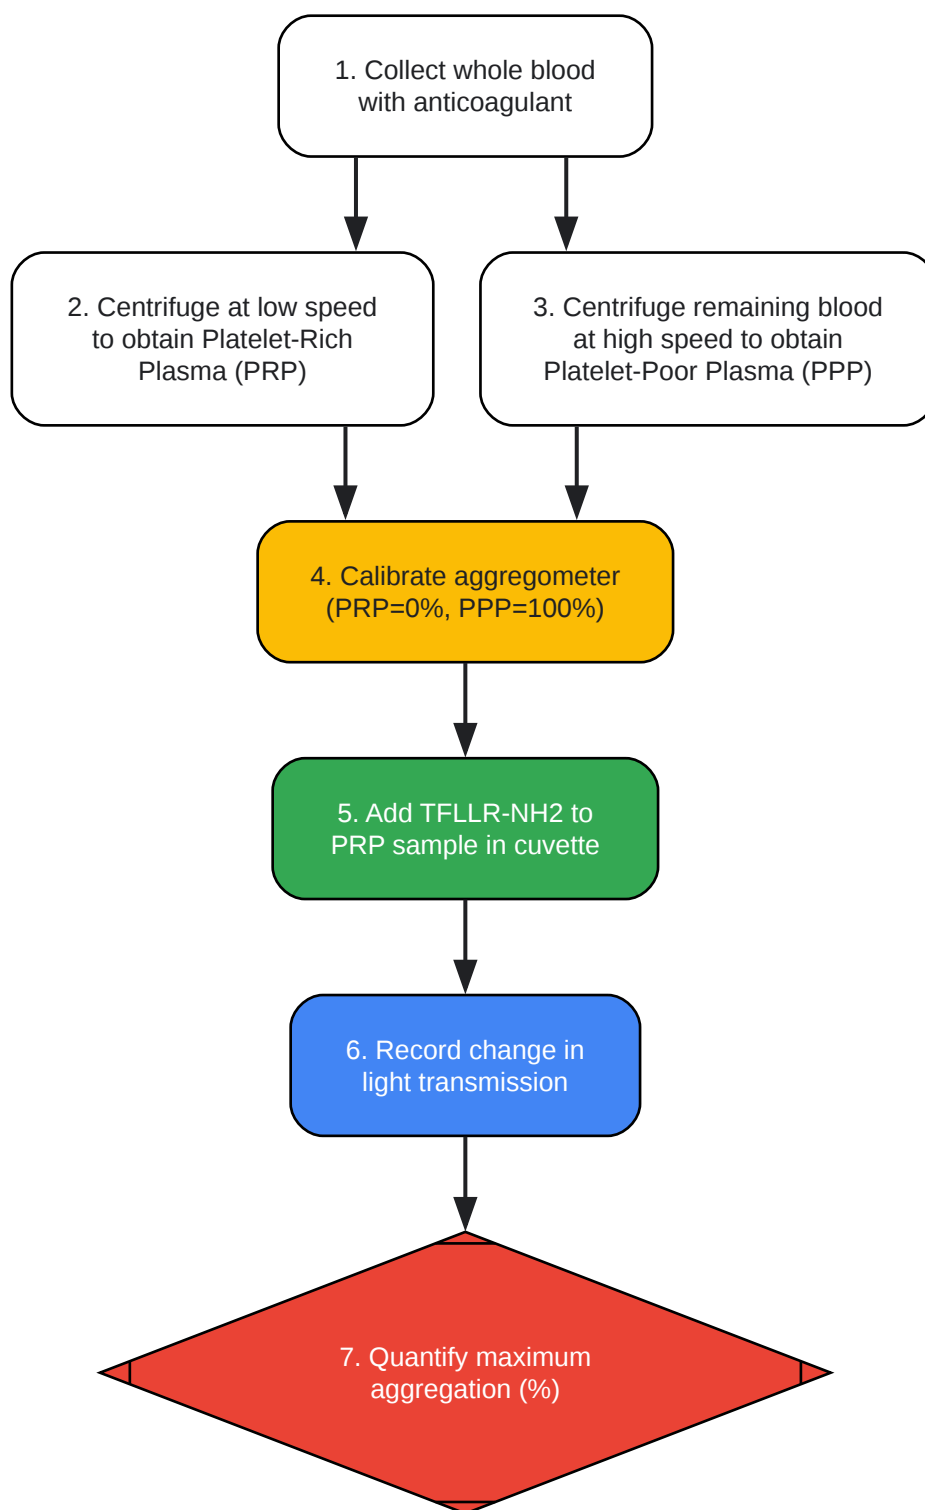 1. Collect whole blood
with anticoagulant
2. Centrifuge at low speed
to obtain Platelet-Rich
Plasma (PRP)
3. Centrifuge remaining blood
at high speed to obtain
Platelet-Poor Plasma (PPP)
4. Calibrate aggregometer
(PRP=0%, PPP=100%)
5. Add TFLLR-NH2 to
PRP sample in cuvette
6. Record change in
light transmission
7. Quantify maximum
aggregation (%)